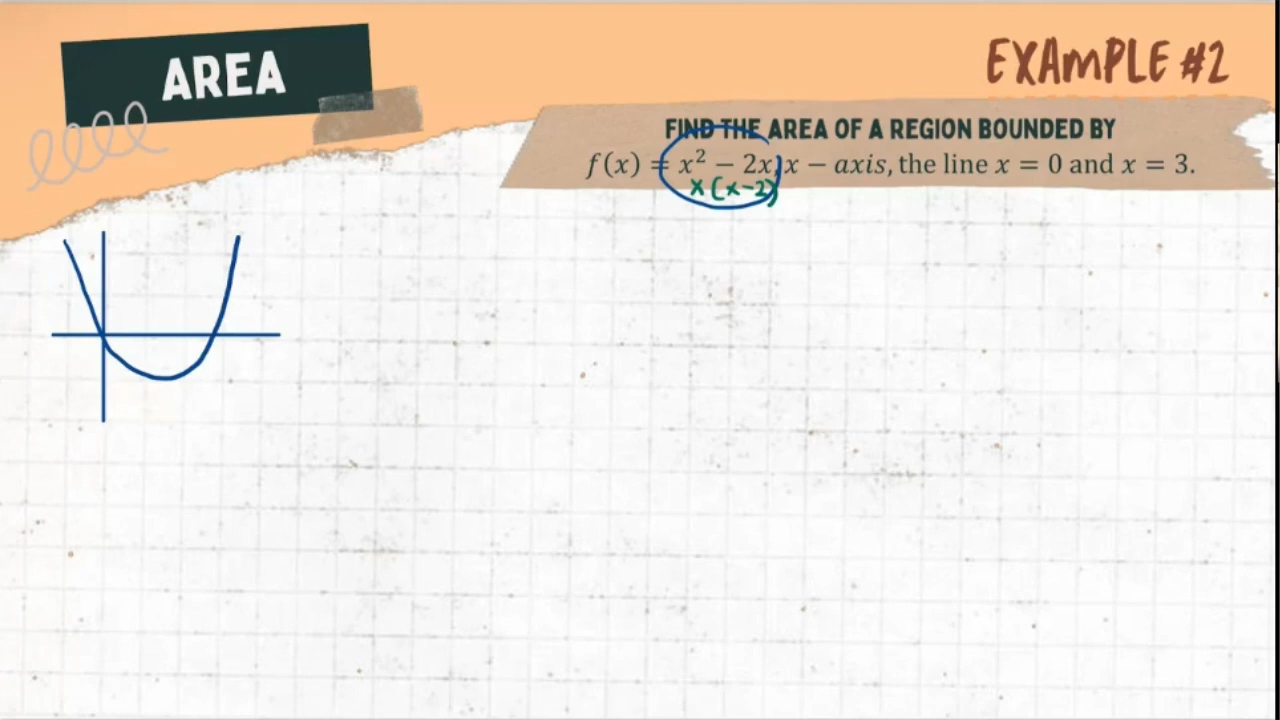 AREA
EXAMPLE #2
FIND THE AREA OF A REGION BOUNDED BY
f(x) = x² − 2x, x − axis, the line x = 0 and x = 3.
x(x-2)